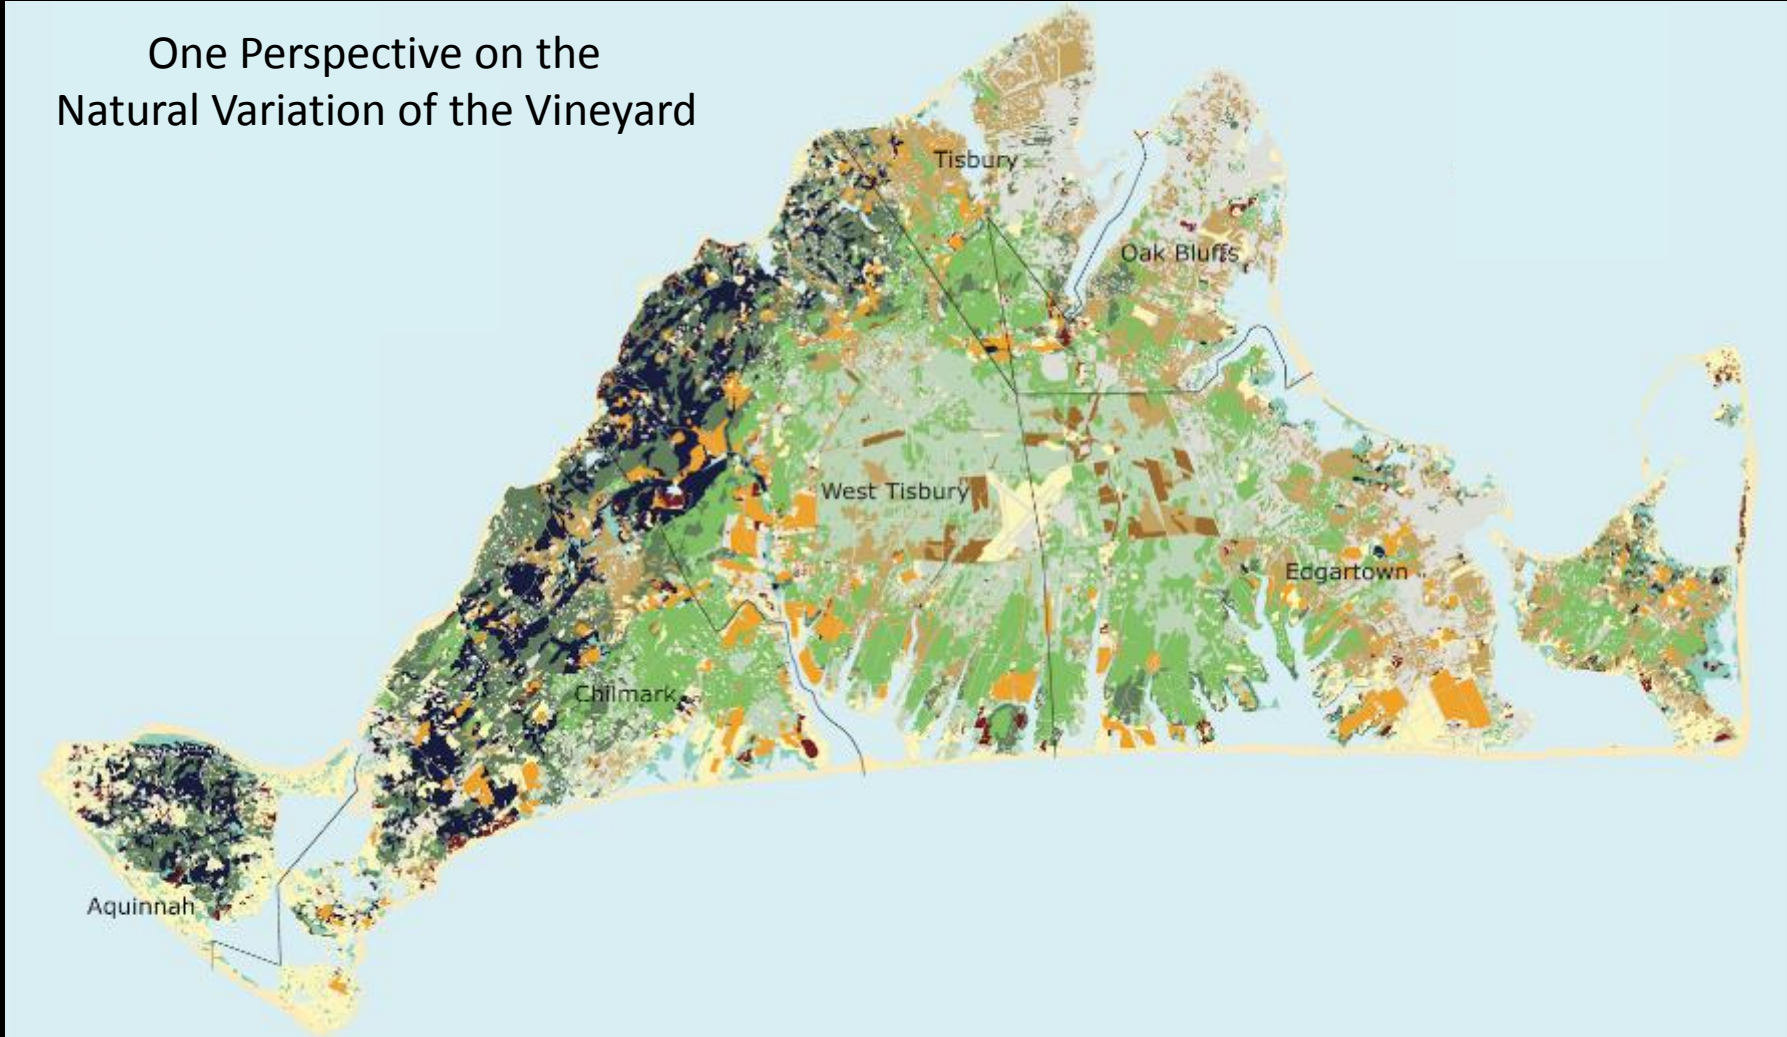 One Perspective on the
Natural Variation of the Vineyard
Tisbury
Oak Bluffs
West Tisbury
Edgartown
Chilmark
Aquinnah